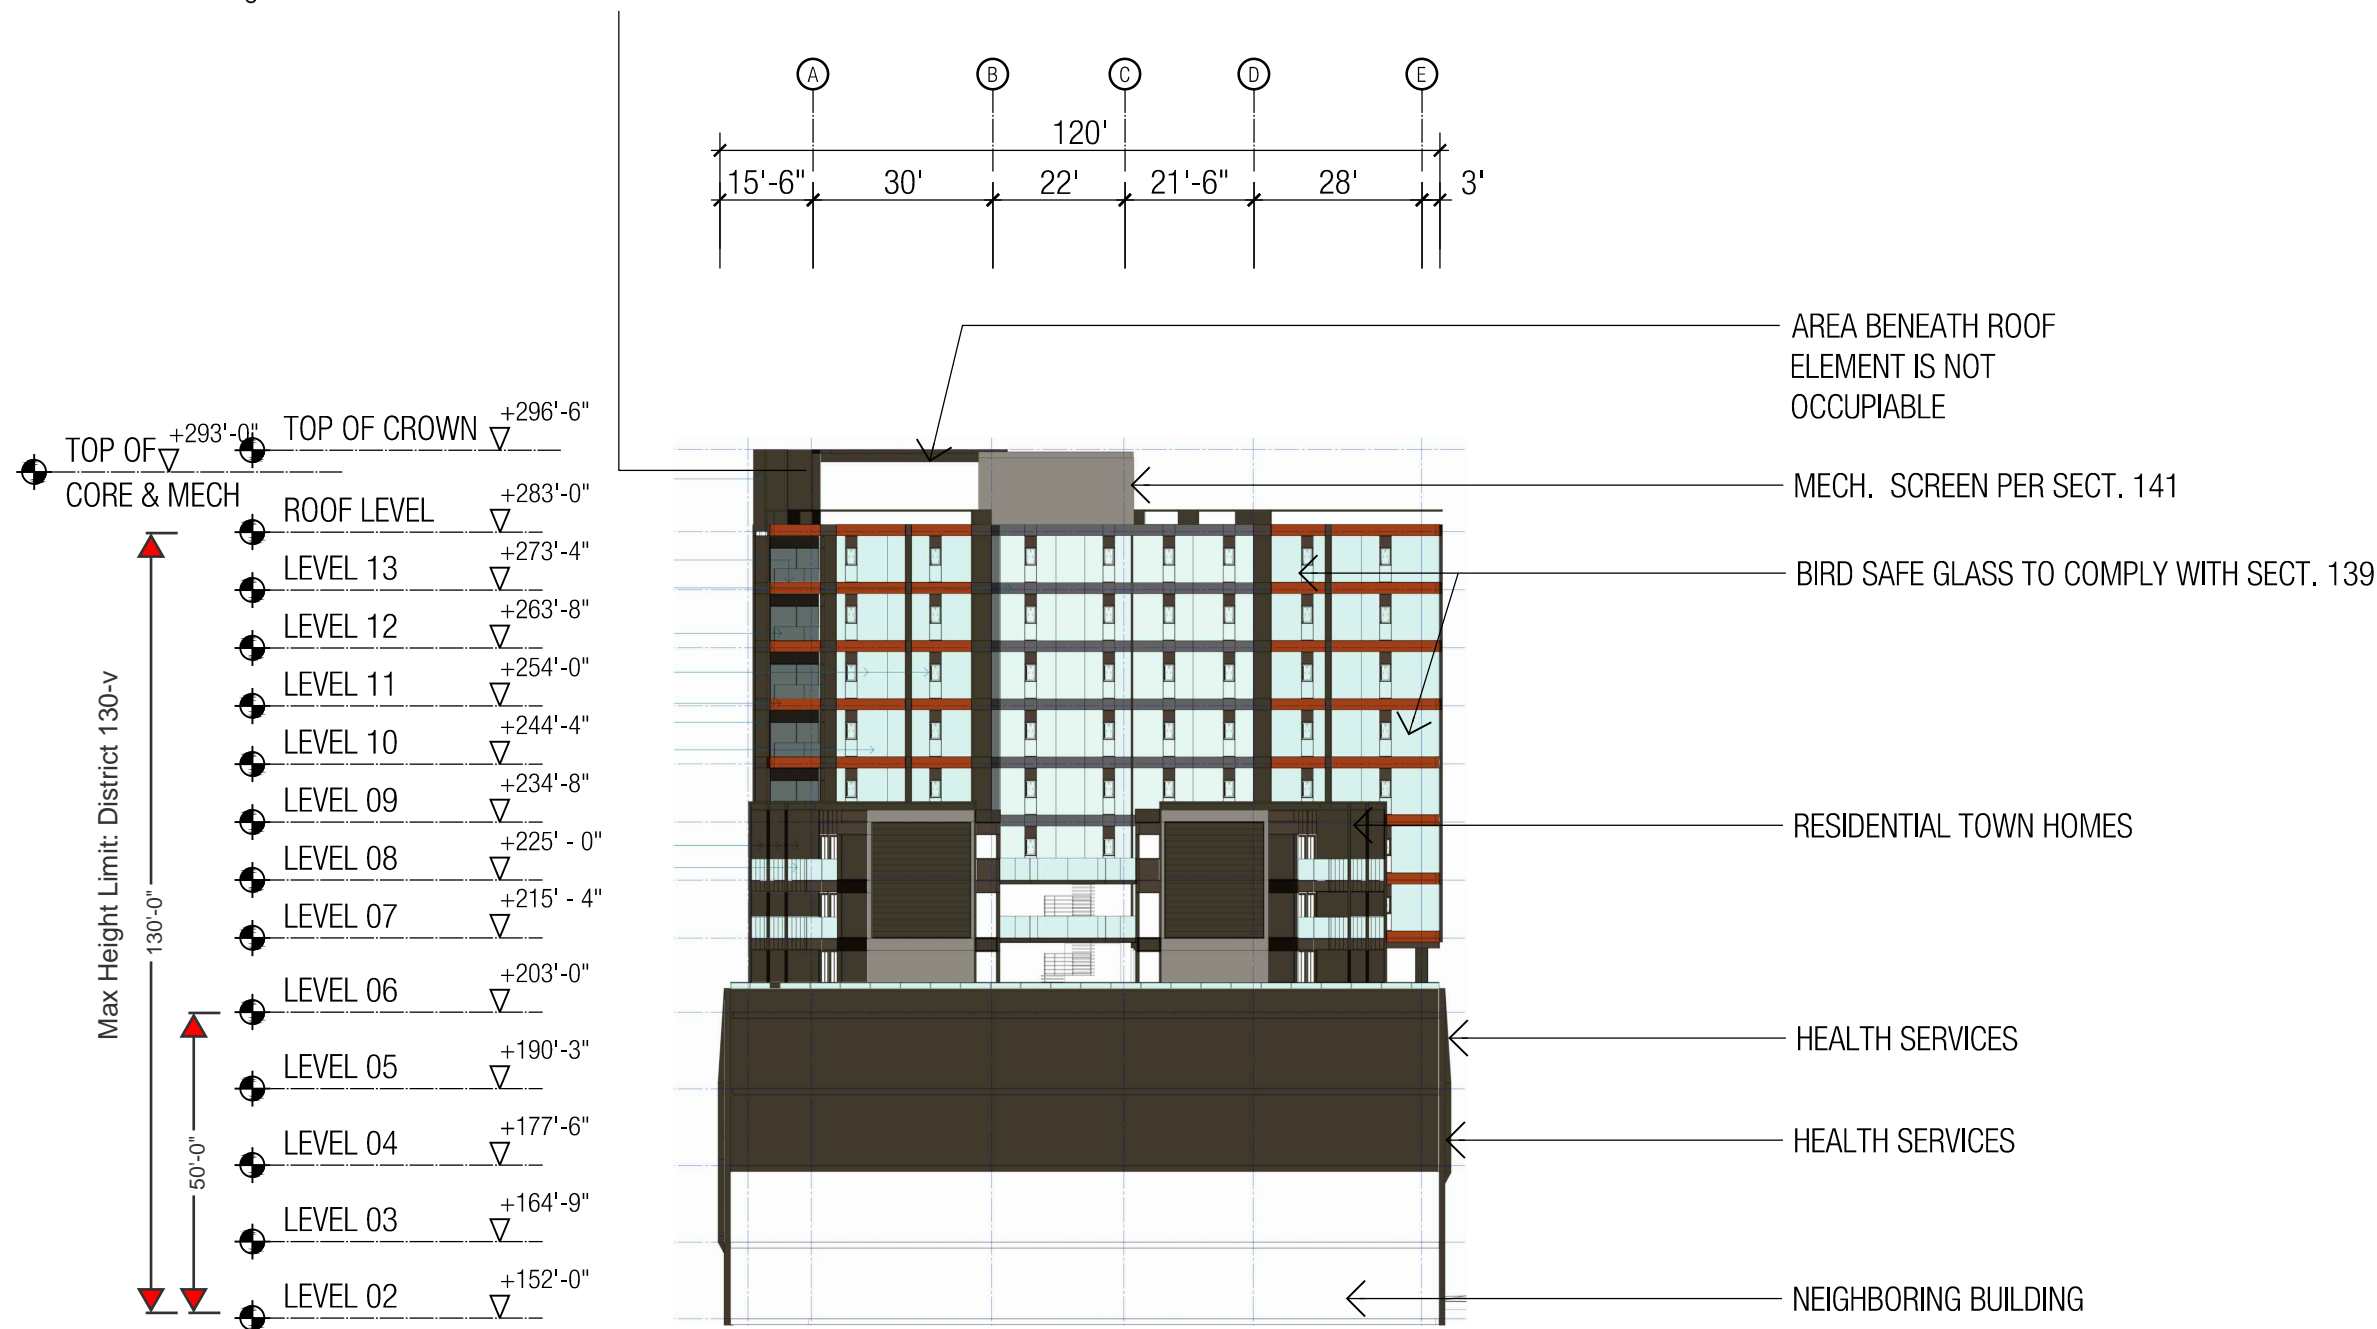 A B C D E
120'
15'-6" 30' 22' 21'-6" 28' 3'
AREA BENEATH ROOF
ELEMENT IS NOT
OCCUPIABLE
TOP OF CROWN +296'-6"
TOP OF +293'-0"
CORE & MECH
MECH. SCREEN PER SECT. 141
ROOF LEVEL +283'-0"
LEVEL 13 +273'-4"
BIRD SAFE GLASS TO COMPLY WITH SECT. 139
LEVEL 12 +263'-8"
LEVEL 11 +254'-0"
LEVEL 10 +244'-4"
LEVEL 09 +234'-8"
RESIDENTIAL TOWN HOMES
LEVEL 08 +225' - 0"
LEVEL 07 +215' - 4"
Max Height Limit: District 130-v
130'-0"
LEVEL 06 +203'-0"
HEALTH SERVICES
LEVEL 05 +190'-3"
LEVEL 04 +177'-6"
HEALTH SERVICES
50'-0"
LEVEL 03 +164'-9"
LEVEL 02 +152'-0"
NEIGHBORING BUILDING